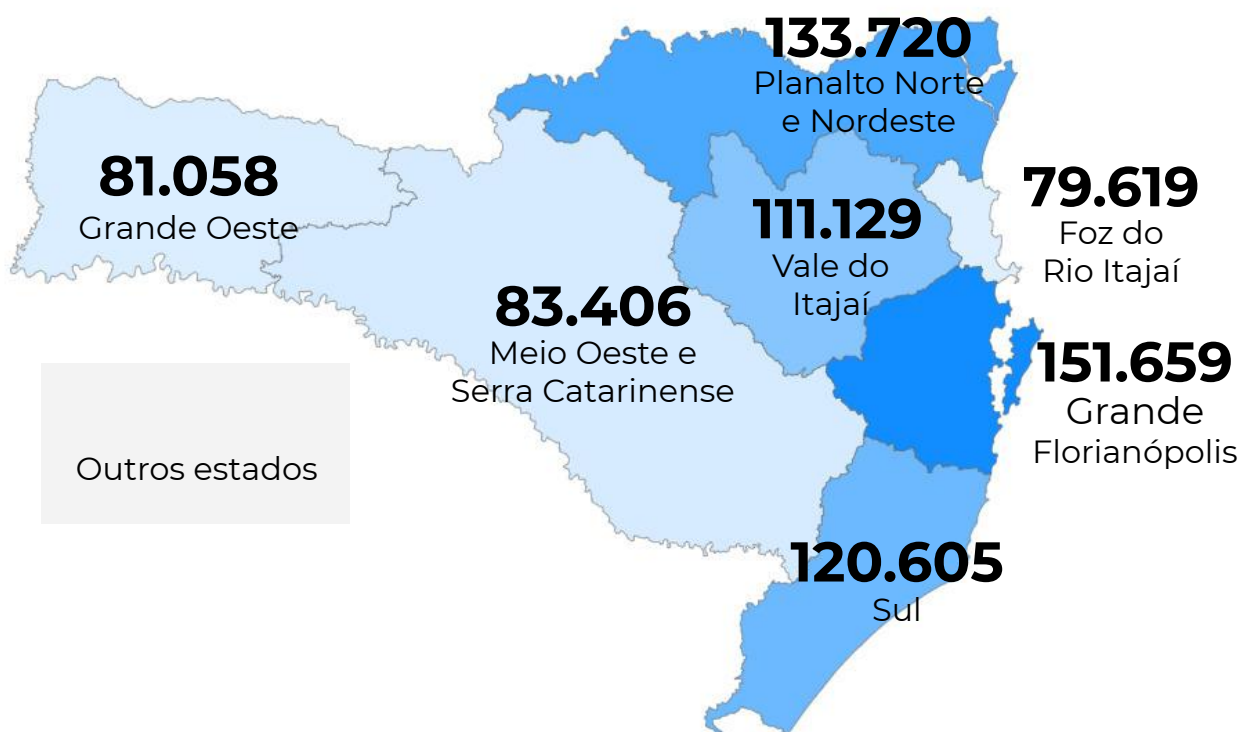 133.720
Planalto Norte
e Nordeste
81.058
Grande Oeste
79.619
Foz do
Rio Itajaí
111.129
Vale do
Itajaí
83.406
Meio Oeste e
Serra Catarinense
151.659
Grande
Florianópolis
Outros estados
120.605
Sul